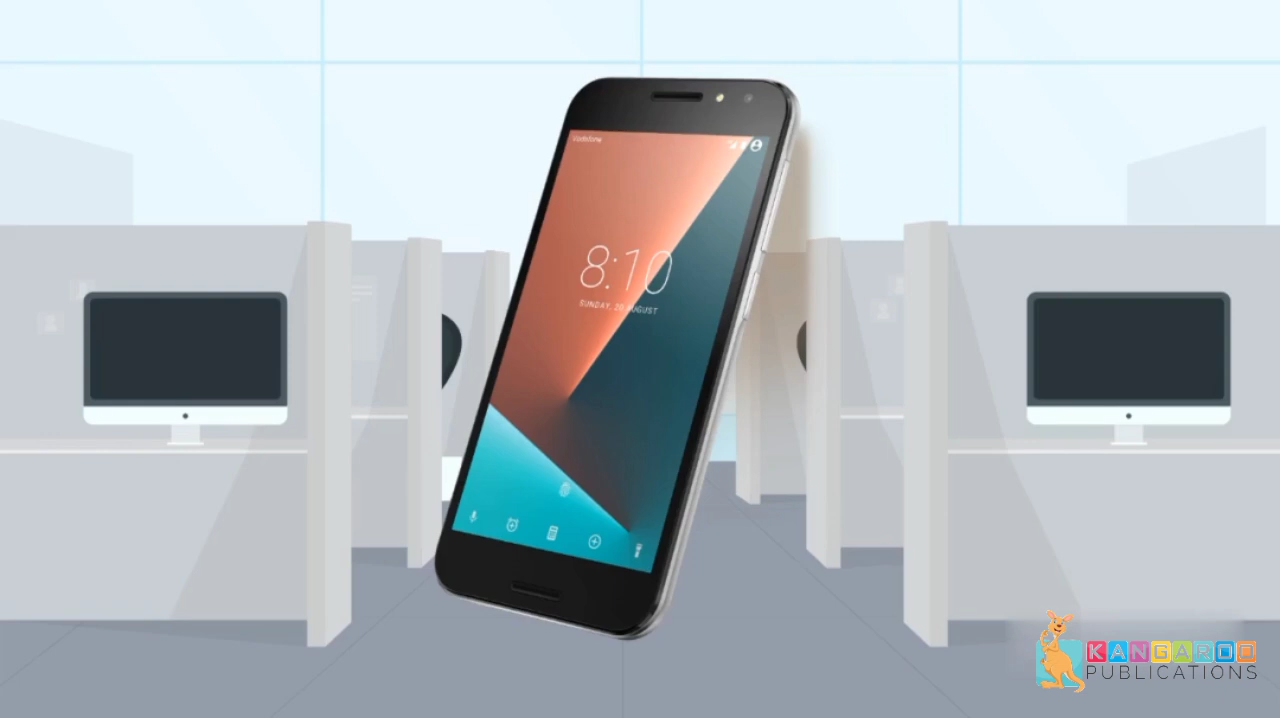 Vodafone
8:10
SUNDAY, 20 AUGUST
KANGAROO
PUBLICATIONS